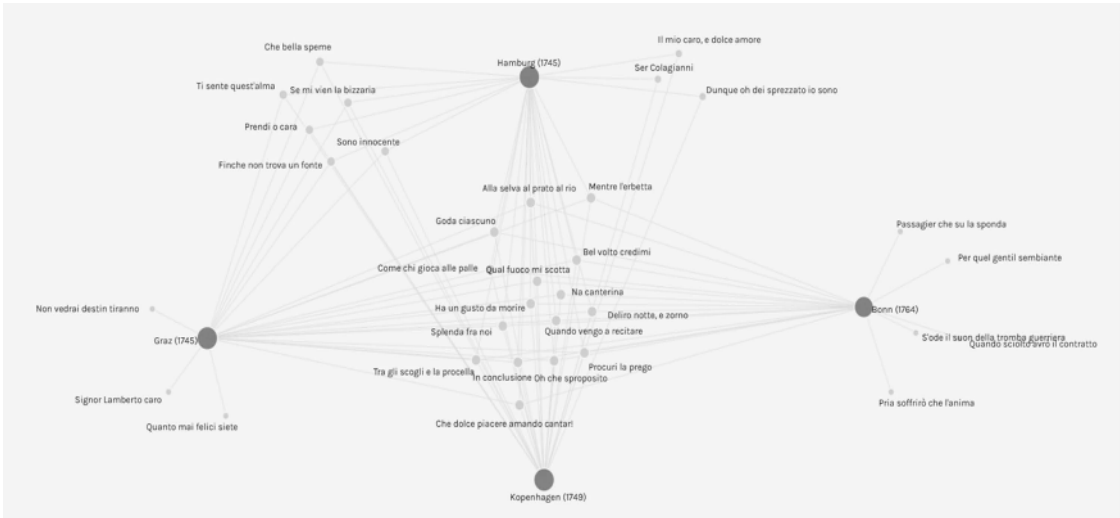 Il mio caro, e dolce amore
Che bella speme
Hamburg (1745)
Ser Colagianni
Ti sente quest'alma
Se mi vien la bizzaria
Dunque oh dei sprezzato io sono
Prendi o cara
Sono innocente
Finche non trova un fonte
Alla selva al prato al rio
Mentre l'erbetta
Goda ciascuno
Passagier che su la sponda
Bel volto credimi
Per quel gentil sembiante
Come chi gioca alle palle
Qual fuoco mi scotta
Na canterina
Non vedrai destin tiranno
Ha un gusto da morire
Bonn (1764)
Deliro notte, e zorno
Splenda fra noi
Quando vengo a recitare
Graz (1745)
S'ode il suon della tromba guerriera
Quando sciolto avrò il contratto
Procuri la prego
Tra gli scogli e la procella
In conclusione
Oh che sproposito
Signor Lamberto caro
Pria soffrirò che l'anima
Quanto mai felici siete
Che dolce piacere amando cantar!
Kopenhagen (1749)